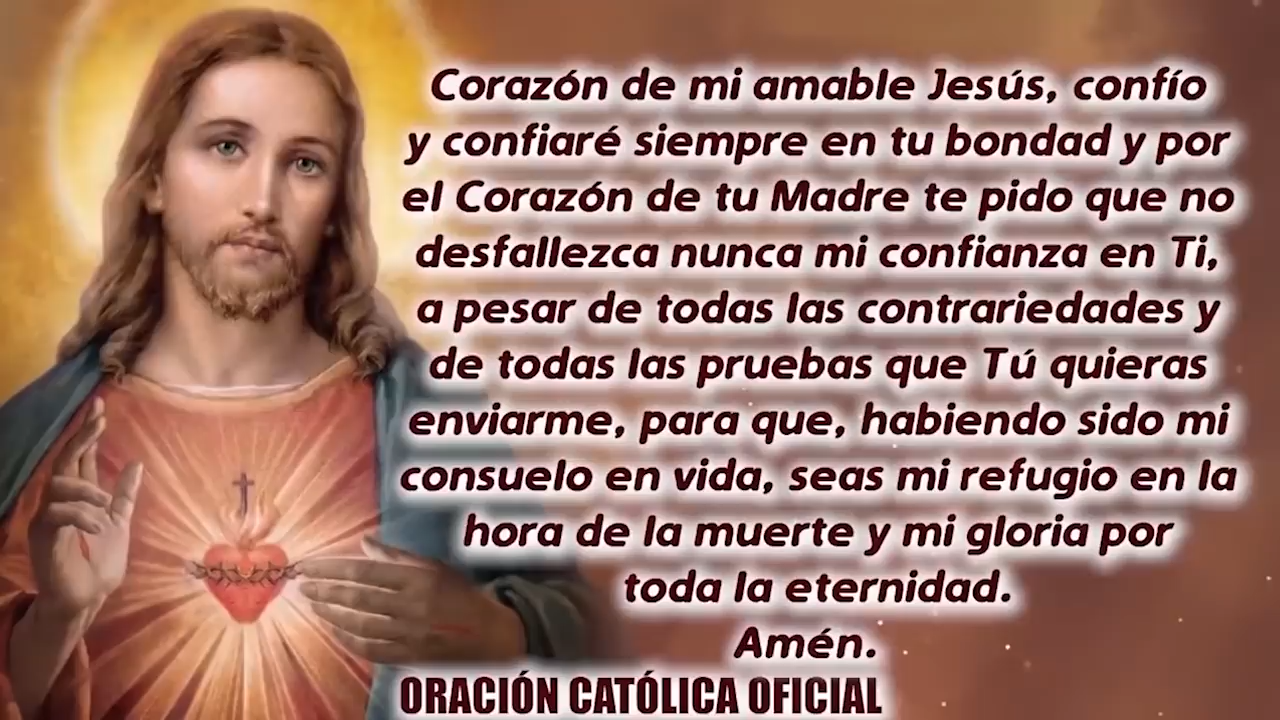 Corazón de mi amable Jesús, confío
y confiaré siempre en tu bondad y por
el Corazón de tu Madre te pido que no
desfallezca nunca mi confianza en Ti,
a pesar de todas las contrariedades y
de todas las pruebas que Tú quieras
enviarme, para que, habiendo sido mi
consuelo en vida, seas mi refugio en la
hora de la muerte y mi gloria por
toda la eternidad.
Amén.
ORACIÓN CATÓLICA OFICIAL